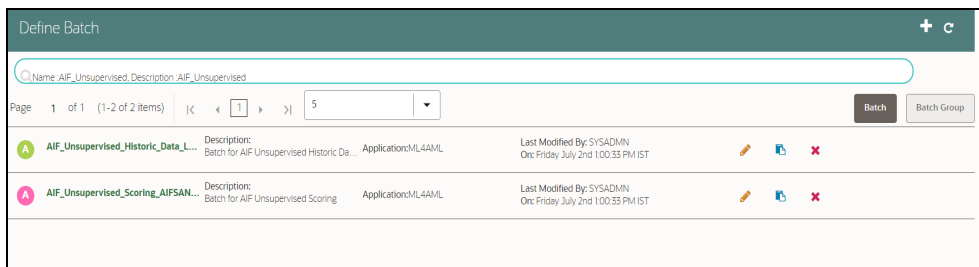 Define Batch
Name :AIF_Unsupervised, Description :AIF_Unsupervised
Page 1 of 1 (1-2 of 2 items) 1 5 Batch Batch Group
A AIF_Unsupervised_Historic_Data_L... Description: Batch for AIF Unsupervised Historic Da... Application:ML4AML Last Modified By: SYSADMN On: Friday July 2nd 1:00:33 PM IST
A AIF_Unsupervised_Scoring_AIFSAN... Description: Batch for AIF Unsupervised Scoring Application:ML4AML Last Modified By: SYSADMN On: Friday July 2nd 1:00:33 PM IST